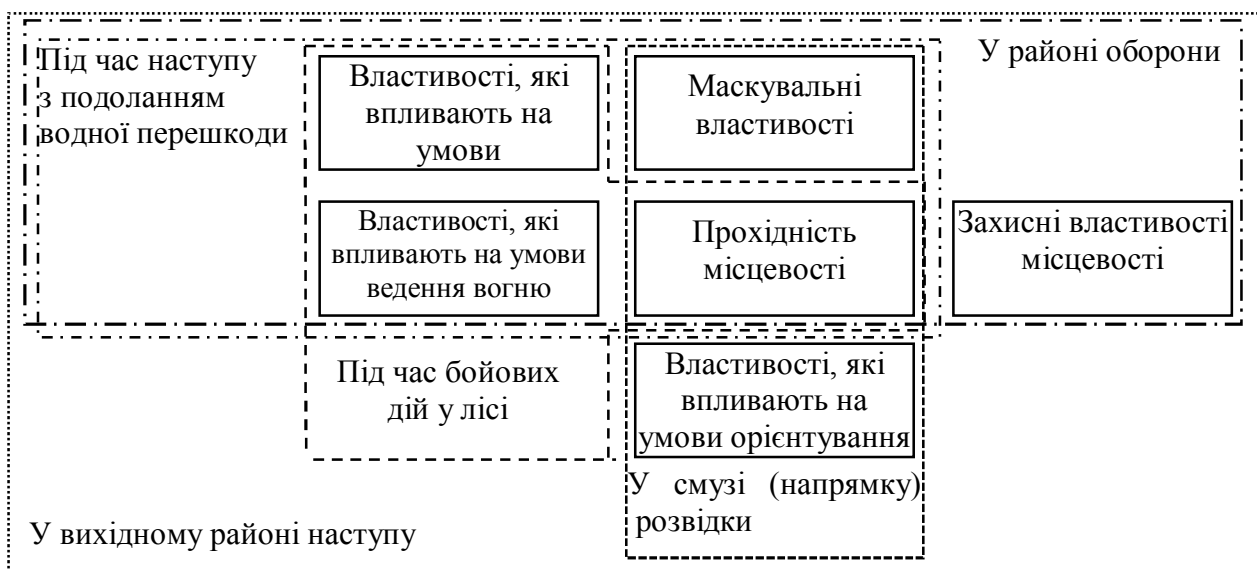 Під час наступу
з подоланням
водної перешкоди
Властивості, які
впливають на
умови
Маскувальні
властивості
У районі оборони
Властивості, які
впливають на умови
ведення вогню
Прохідність
місцевості
Захисні властивості
місцевості
Під час бойових
дій у лісі
Властивості, які
впливають на
умови орієнтування
У смузі (напрямку)
розвідки
У вихідному районі наступу